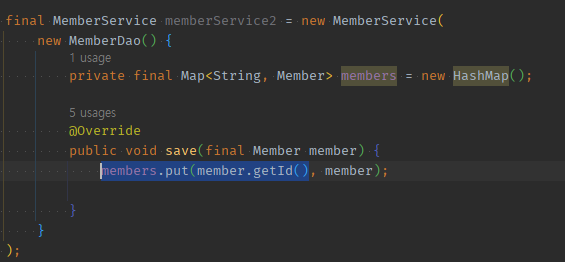 final MemberService memberService2 = new MemberService(
new MemberDao() {
1 usage
private final Map<String, Member> members = new HashMap();
5 usages
@Override
public void save(final Member member) {
members.put(member.getId(), member);
}
}
);